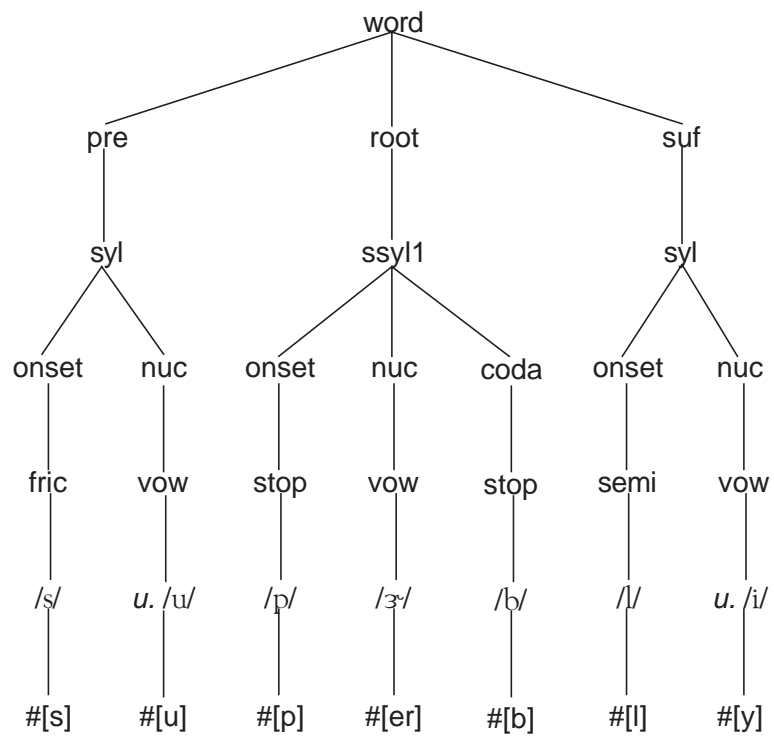 word
pre root suf
syl ssyl1 syl
onset nuc onset nuc coda onset nuc
fric vow stop vow stop semi vow
/s/ u. /u/ /p/ /ɝ/ /b/ /l/ u. /i/
#[s] #[u] #[p] #[er] #[b] #[l] #[y]